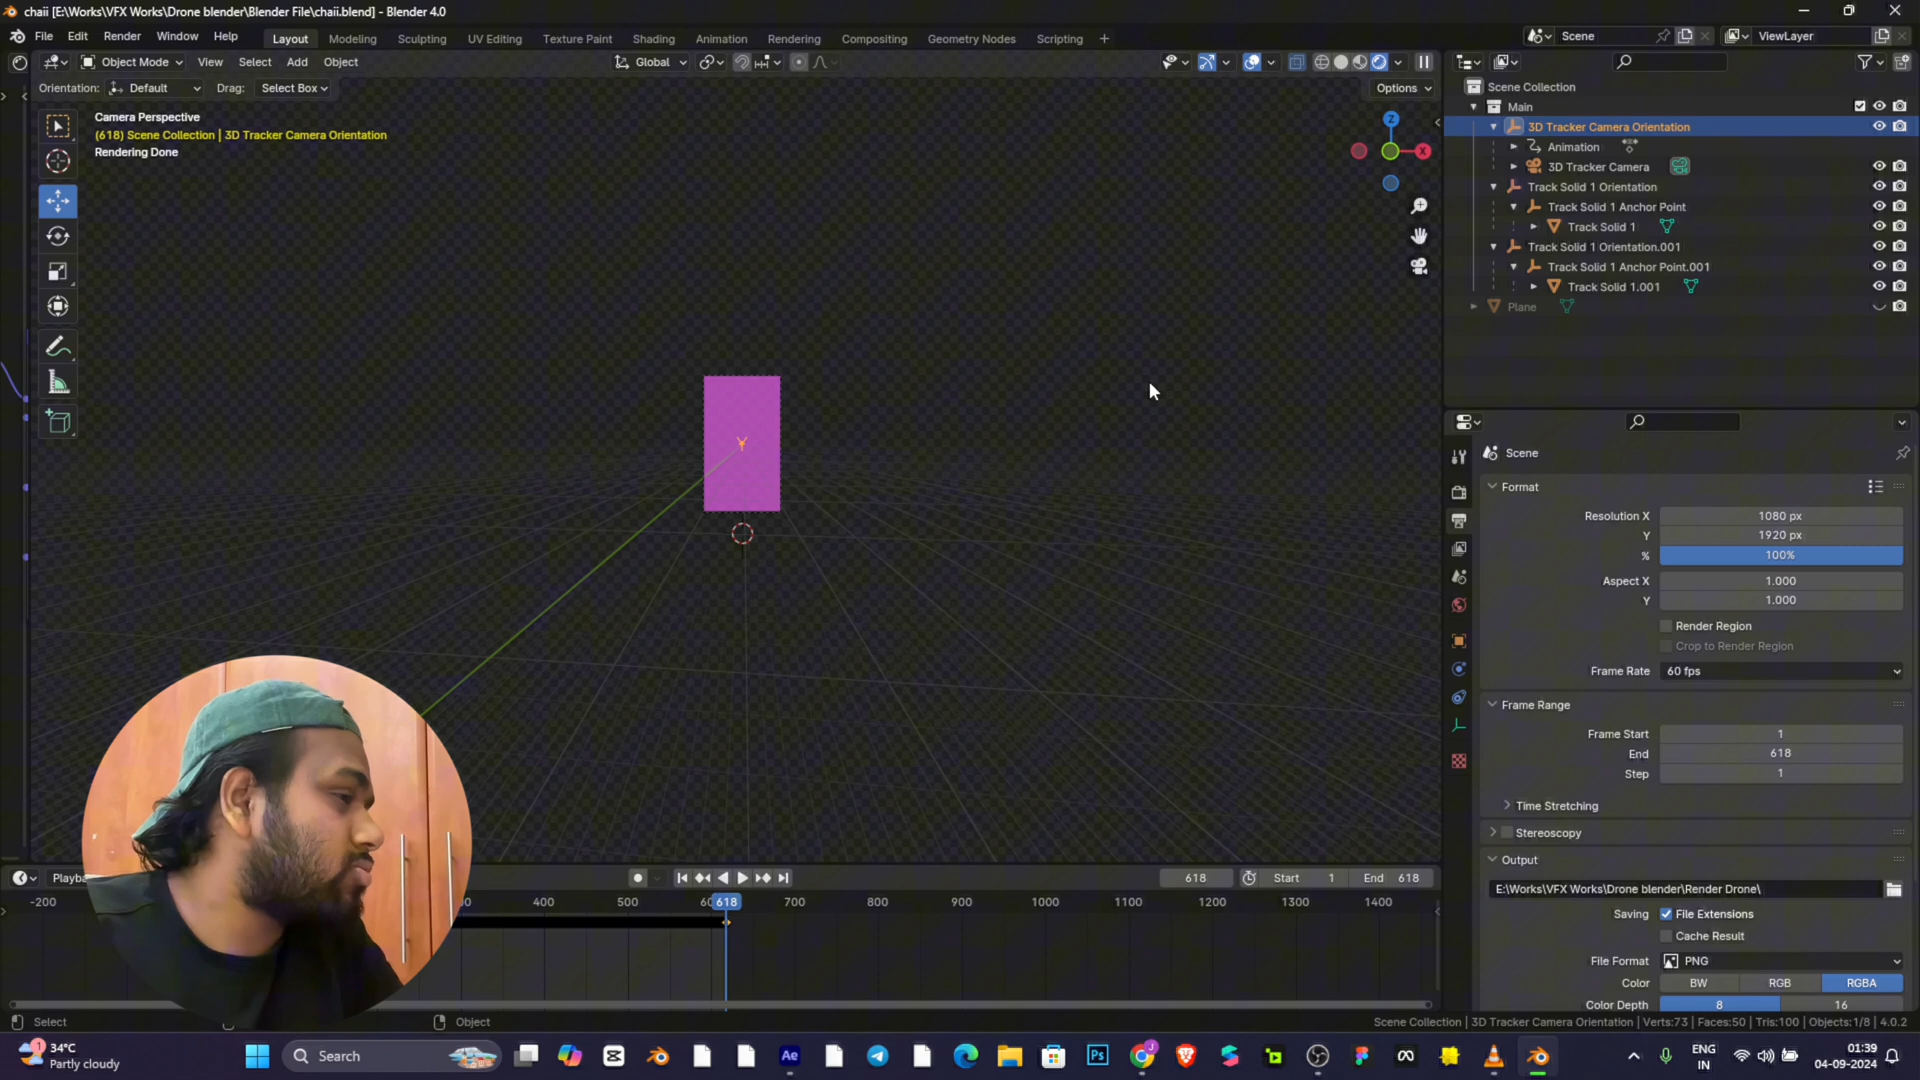 chaii [E:\Works\VFX Works\Drone blender\Blender File\chaii.blend] - Blender 4.0
File Edit Render Window Help
Layout Modeling Sculpting UV Editing Texture Paint Shading Animation Rendering Compositing Geometry Nodes Scripting +
Scene
ViewLayer
Object Mode View Select Add Object
Global
Orientation: Default Drag: Select Box
Options
Camera Perspective
(618) Scene Collection | 3D Tracker Camera Orientation
Rendering Done
Z
X
Y
Scene Collection
Main
3D Tracker Camera Orientation
Animation
3D Tracker Camera
Track Solid 1 Orientation
Track Solid 1 Anchor Point
Track Solid 1
Track Solid 1 Orientation.001
Track Solid 1 Anchor Point.001
Track Solid 1.001
Plane
Scene
Format
Resolution X 1080 px
Y 1920 px
% 100%
Aspect X 1.000
Y 1.000
Render Region
Crop to Render Region
Frame Rate 60 fps
Frame Range
Frame Start 1
End 618
Step 1
Time Stretching
Stereoscopy
Output
E:\Works\VFX Works\Drone blender\Render Drone\
Saving File Extensions
Cache Result
File Format PNG
Color BW RGB RGBA
Color Depth 8 16
618 Start 1 End 618
-200 400 500 618 700 800 900 1000 1100 1200 1300 1400
Select Object
Scene Collection | 3D Tracker Camera Orientation | Verts:73 | Faces:50 | Tris:100 | Objects:1/8 | 4.0.2
1
34°C
Partly cloudy
Search
Ae
Ps
J
ENG
IN
01:39
04-09-2024